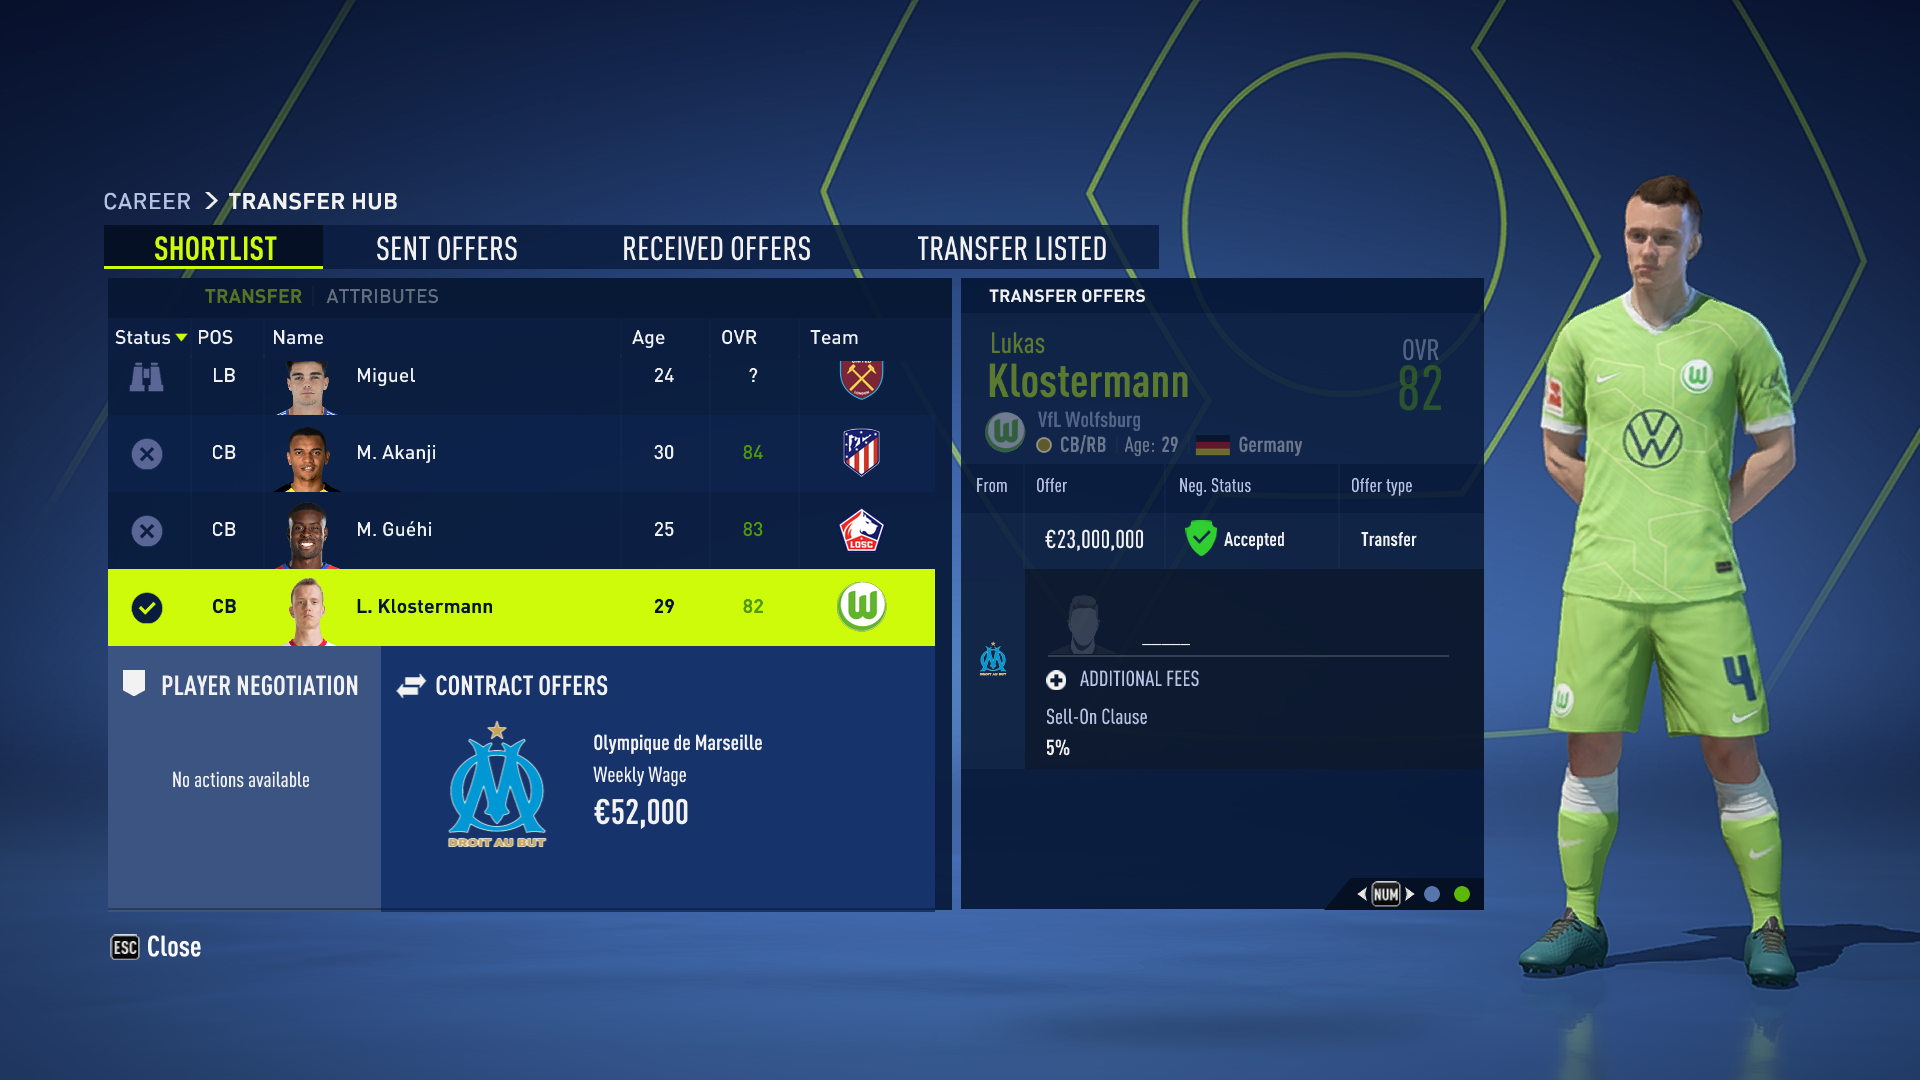 CAREER > TRANSFER HUB
SHORTLIST SENT OFFERS RECEIVED OFFERS TRANSFER LISTED
TRANSFER ATTRIBUTES
Status POS Name Age OVR Team
LB Miguel 24 ?
CB M. Akanji 30 84
CB M. Guéhi 25 83
LOSC
CB L. Klostermann 29 82
PLAYER NEGOTIATION
No actions available
CONTRACT OFFERS
Olympique de Marseille
Weekly Wage
€52,000
DROIT AU BUT
TRANSFER OFFERS
Lukas
Klostermann
OVR
82
VfL Wolfsburg
CB/RB Age: 29 Germany
From Offer Neg. Status Offer type
€23,000,000 Accepted Transfer
ADDITIONAL FEES
Sell-On Clause
5%
NUM
ESC Close
4